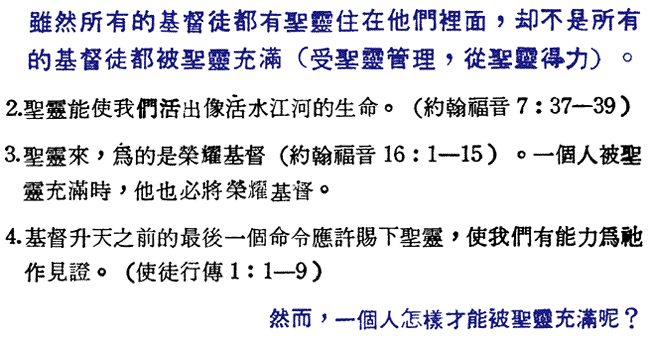 雖然所有的基督徒都有聖靈住在他們裡面，却不是所有
的基督徒都被聖靈充滿（受聖靈管理，從聖靈得力）。
2.聖靈能使我們活出像活水江河的生命。（約翰福音 7：37—39）
3.聖靈來，爲的是榮耀基督（約翰福音 16：1—15）。一個人被聖
靈充滿時，他也必將榮耀基督。
4.基督升天之前的最後一個命令應許賜下聖靈，使我們有能力爲祂
作見證。（使徒行傳 1：1—9）
然而，一個人怎樣才能被聖靈充滿呢？